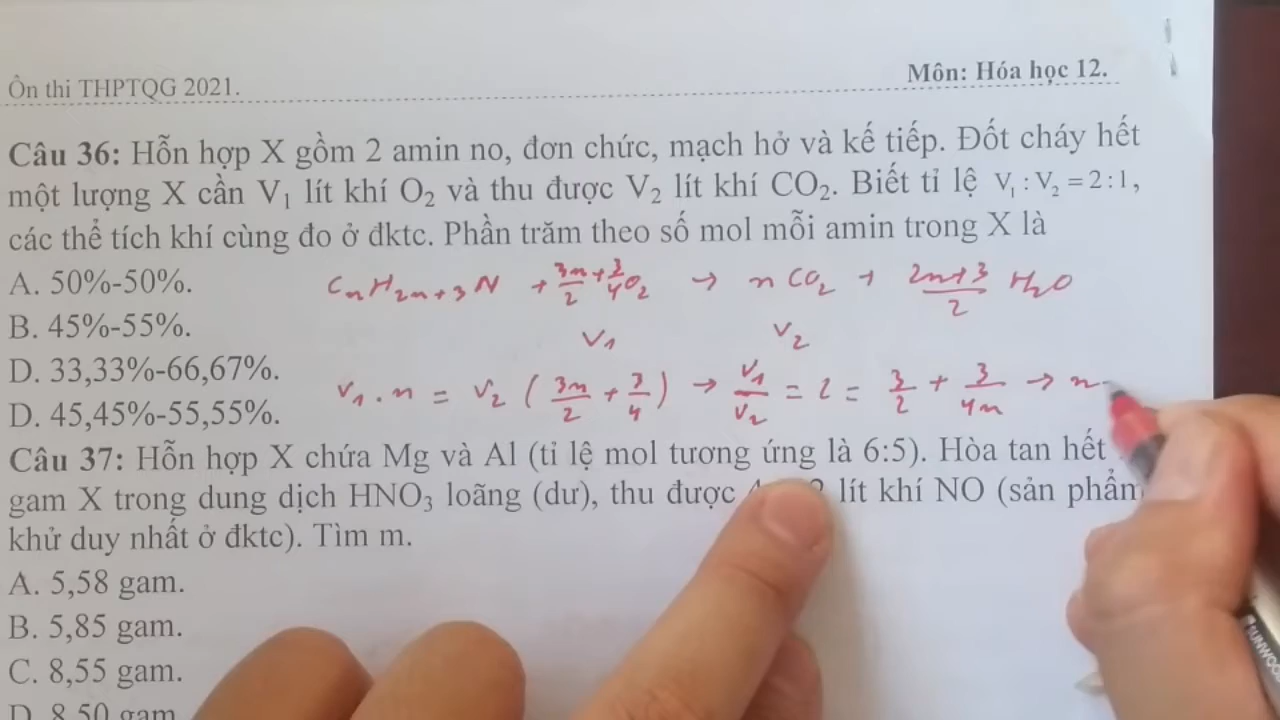 Ôn thi THPTQG 2021.
Môn: Hóa học 12.
Câu 36: Hỗn hợp X gồm 2 amin no, đơn chức, mạch hở và kế tiếp. Đốt cháy hết
một lượng X cần V₁ lít khí O₂ và thu được V₂ lít khí CO₂. Biết tỉ lệ V₁ : V₂ = 2 : 1,
các thể tích khí cùng đo ở đktc. Phần trăm theo số mol mỗi amin trong X là
A. 50%-50%.
CₙH₂ₙ₊₃N + 3n/2 + 3/4 O₂ → n CO₂ + (2n+3)/2 H₂O
B. 45%-55%.
V₁ V₂
D. 33,33%-66,67%.
V₁ . n = V₂ ( 3n/2 + 3/4 ) → V₁/V₂ = 2 = 3/2 + 3/4n → n
D. 45,45%-55,55%.
Câu 37: Hỗn hợp X chứa Mg và Al (tỉ lệ mol tương ứng là 6:5). Hòa tan hết
gam X trong dung dịch HNO₃ loãng (dư), thu được lít khí NO (sản phẩm
khử duy nhất ở đktc). Tìm m.
A. 5,58 gam.
B. 5,85 gam.
C. 8,55 gam.
D. 8,50 gam